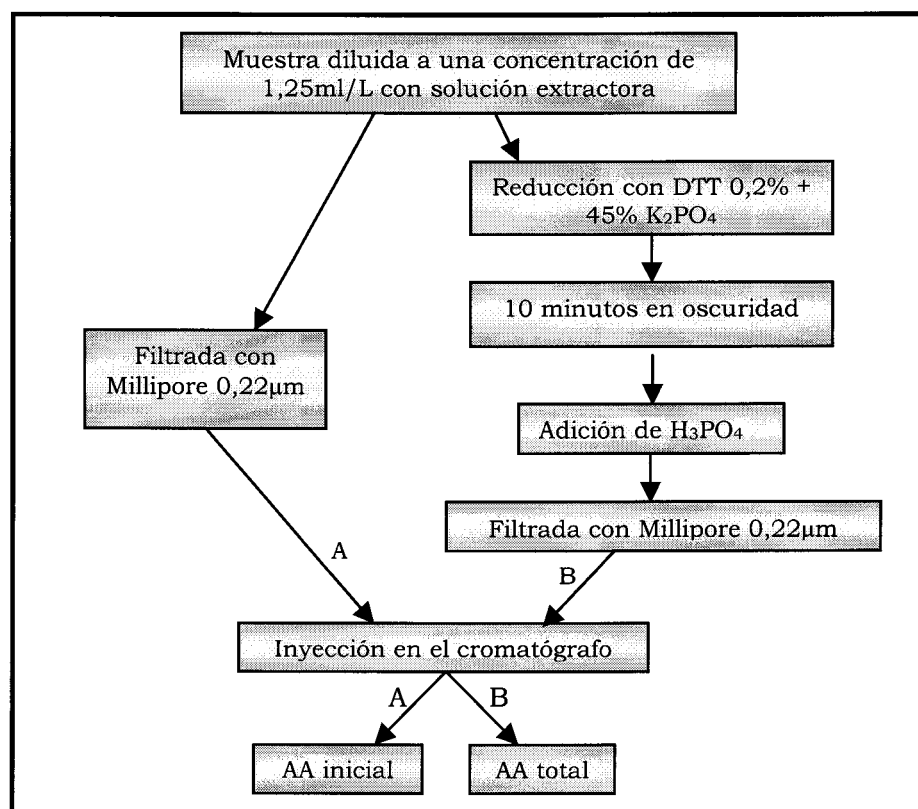 Muestra diluida a una concentración de
1,25ml/L con solución extractora
Reducción con DTT 0,2% +
45% K₂PO₄
10 minutos en oscuridad
Filtrada con
Millipore 0,22µm
Adición de H₃PO₄
Filtrada con Millipore 0,22µm
A
B
Inyección en el cromatógrafo
A
B
AA inicial
AA total